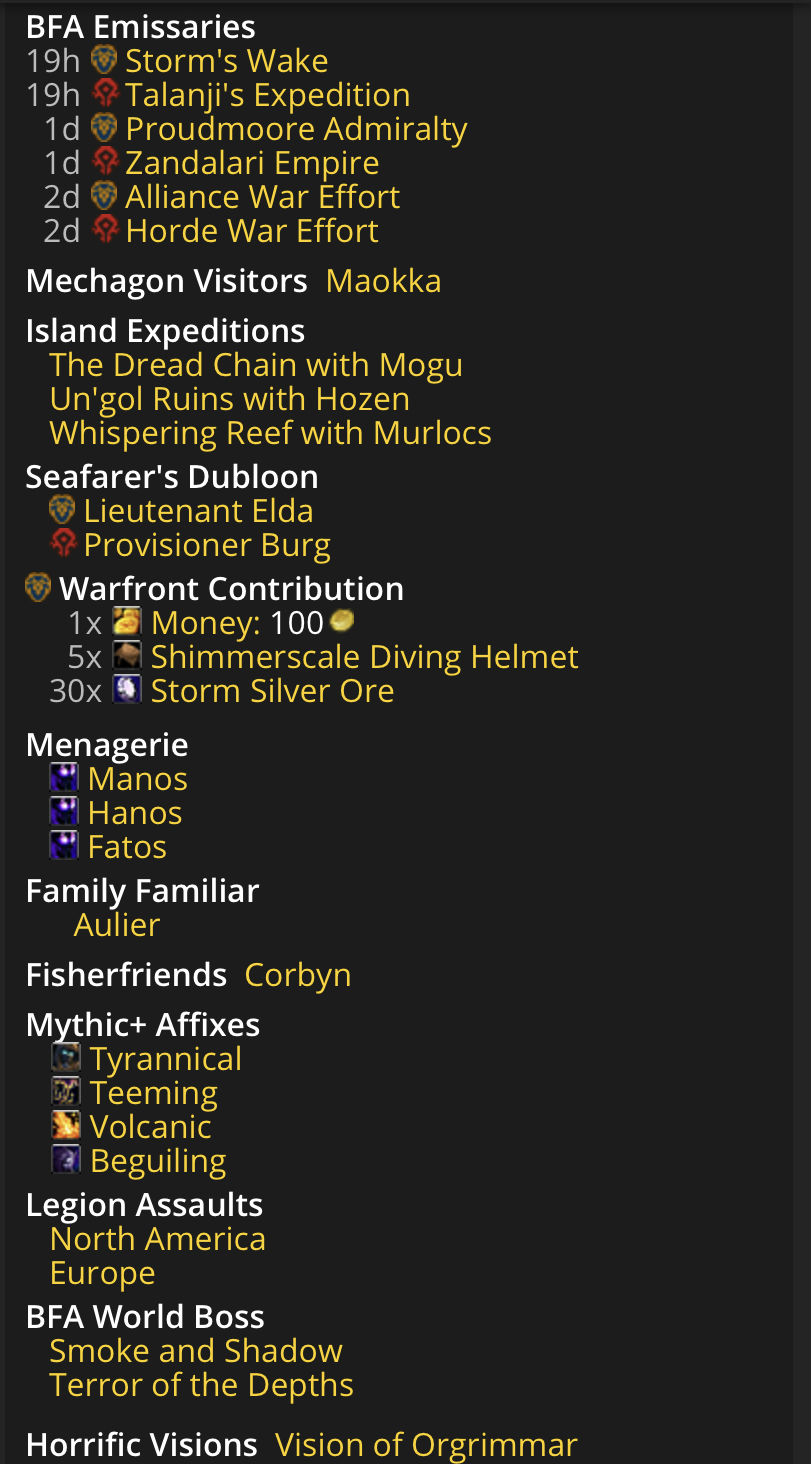 BFA Emissaries
19h Storm's Wake
19h Talanji's Expedition
1d Proudmoore Admiralty
1d Zandalari Empire
2d Alliance War Effort
2d Horde War Effort
Mechagon Visitors Maokka
Island Expeditions
The Dread Chain with Mogu
Un'gol Ruins with Hozen
Whispering Reef with Murlocs
Seafarer's Dubloon
Lieutenant Elda
Provisioner Burg
Warfront Contribution
1x Money: 100
5x Shimmerscale Diving Helmet
30x Storm Silver Ore
Menagerie
Manos
Hanos
Fatos
Family Familiar
Aulier
Fisherfriends Corbyn
Mythic+ Affixes
Tyrannical
Teeming
Volcanic
Beguiling
Legion Assaults
North America
Europe
BFA World Boss
Smoke and Shadow
Terror of the Depths
Horrific Visions Vision of Orgrimmar